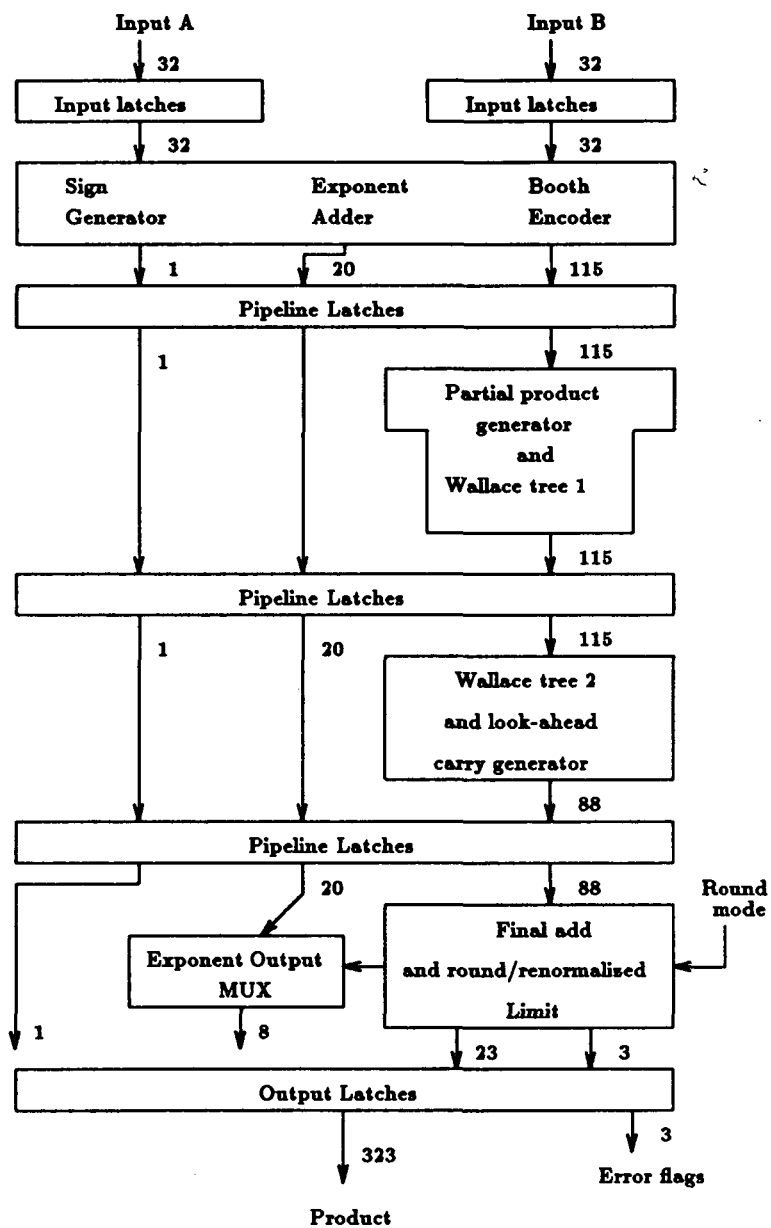 Input A Input B
32 32
Input latches Input latches
32 32
Sign Exponent Booth
Generator Adder Encoder
1 20 115
Pipeline Latches
1 115
Partial product
generator
and
Wallace tree 1
115
Pipeline Latches
1 20 115
Wallace tree 2
and look-ahead
carry generator
88
Pipeline Latches
20 88
Round
mode
Final add
and round/renormalised
Limit
Exponent Output
MUX
1 8 23 3
Output Latches
323 3
Error flags
Product